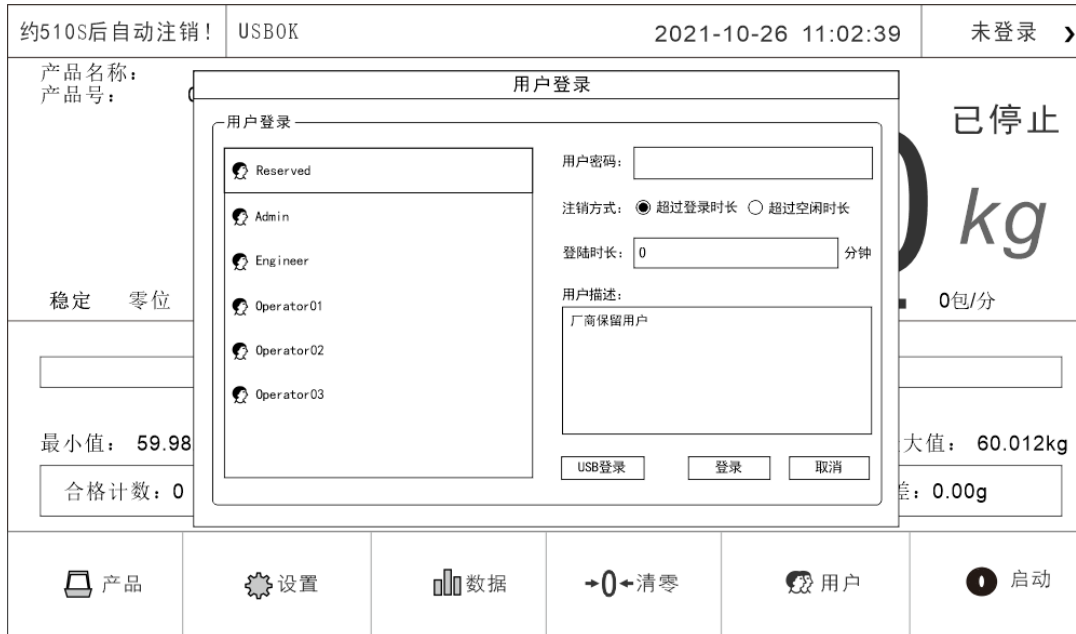 约510S后自动注销！ USBOK 2021-10-26 11:02:39 未登录
产品名称：
产品号：
用户登录
已停止
用户登录
Reserved
Admin
Engineer
Operator01
Operator02
Operator03
用户密码：
注销方式： 超过登录时长 超过空闲时长
登陆时长： 0 分钟
用户描述：
厂商保留用户
USB登录 登录 取消
kg
稳定 零位 0包/分
最小值： 59.98 大值： 60.012kg
合格计数：0 差：0.00g
产品 设置 数据 →0←清零 用户 启动